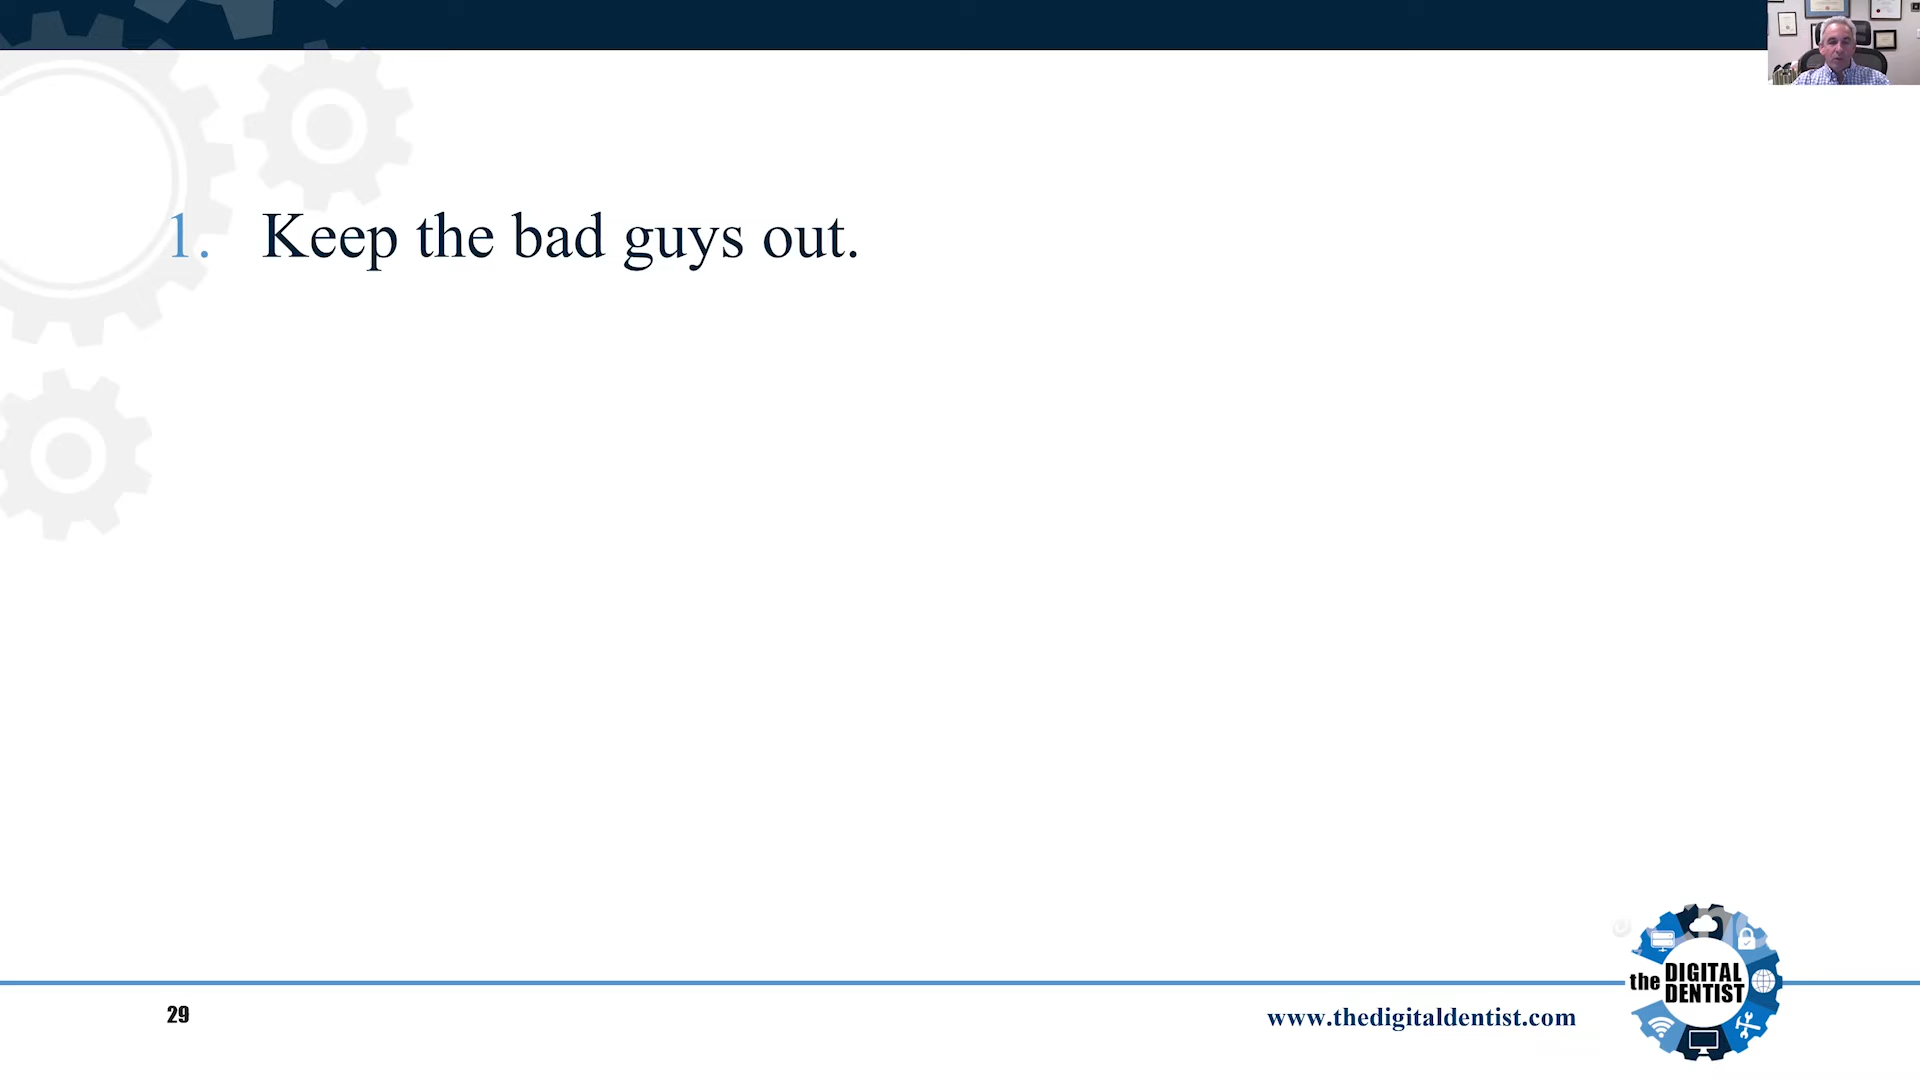 1. Keep the bad guys out.
29
www.thedigitaldentist.com
the DIGITAL
DENTIST